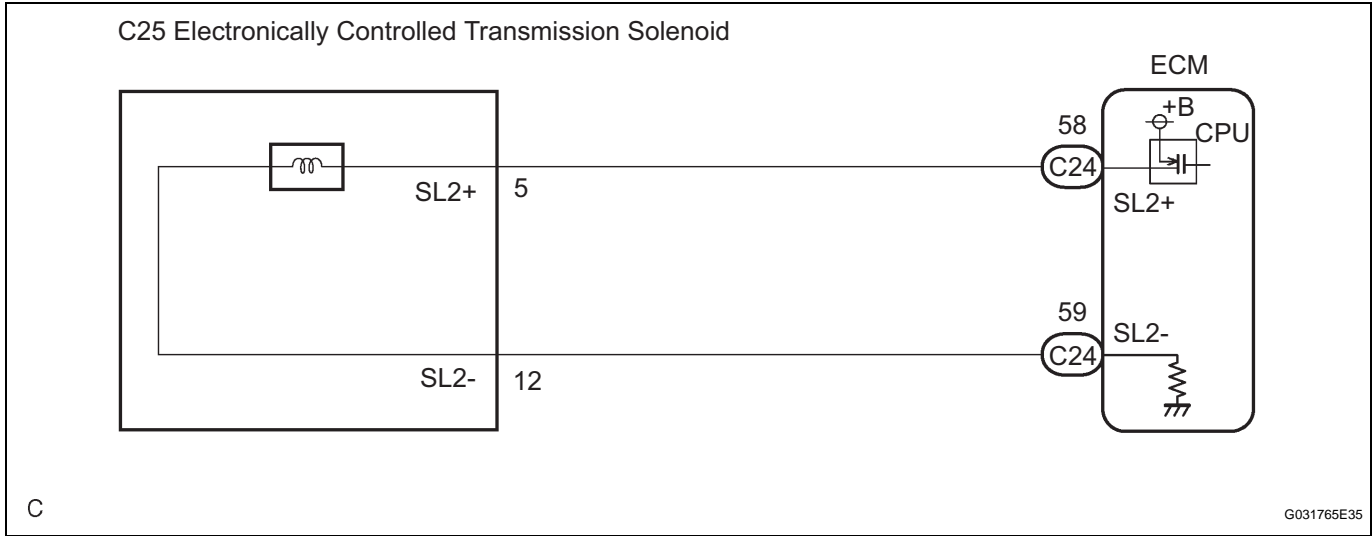 C25 Electronically Controlled Transmission Solenoid
ECM
+B
CPU
58
C24
SL2+
5
SL2+
59
C24
SL2-
SL2-
12
C
G031765E35